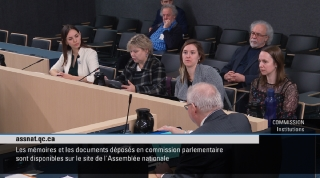 COMMISSION
Institutions
assnat.qc.ca
Les mémoires et les documents déposés en commission parlementaire
sont disponibles sur le site de l'Assemblée nationale